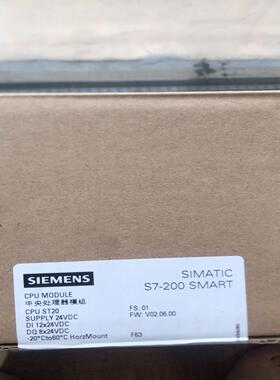 SIEMENS
SIMATIC
S7-200 SMART
CPU MODULE
中央处理器模组
CPU ST20
SUPPLY 24VDC
DI 12x24VDC
DQ 8x24VDC
-20°Cto60°C HorzMount
FS: 01
FW: V02.06.00
F63